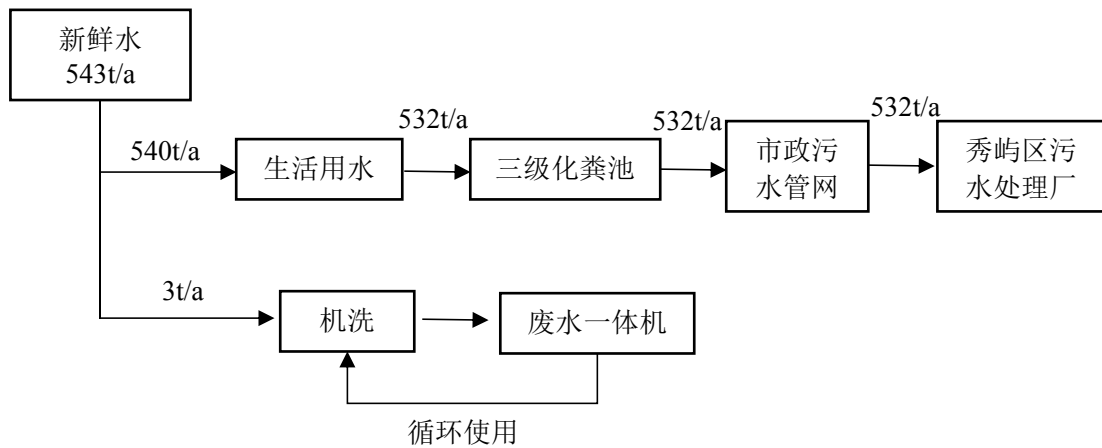 新鲜水
543t/a
532t/a
532t/a
532t/a
540t/a
生活用水
三级化粪池
市政污
水管网
秀屿区污
水处理厂
3t/a
机洗
废水一体机
循环使用